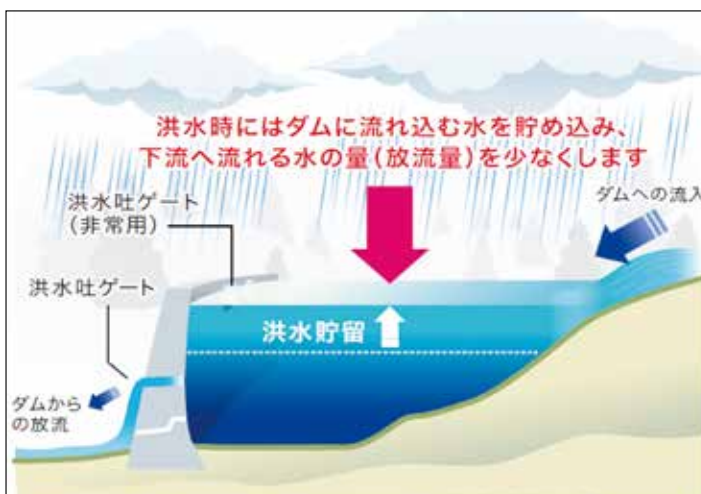 洪水時にはダムに流れ込む水を貯め込み、
下流へ流れる水の量(放流量)を少なくします
洪水吐ゲート
(非常用)
ダムへの流入
洪水吐ゲート
洪水貯留
ダムから
の放流